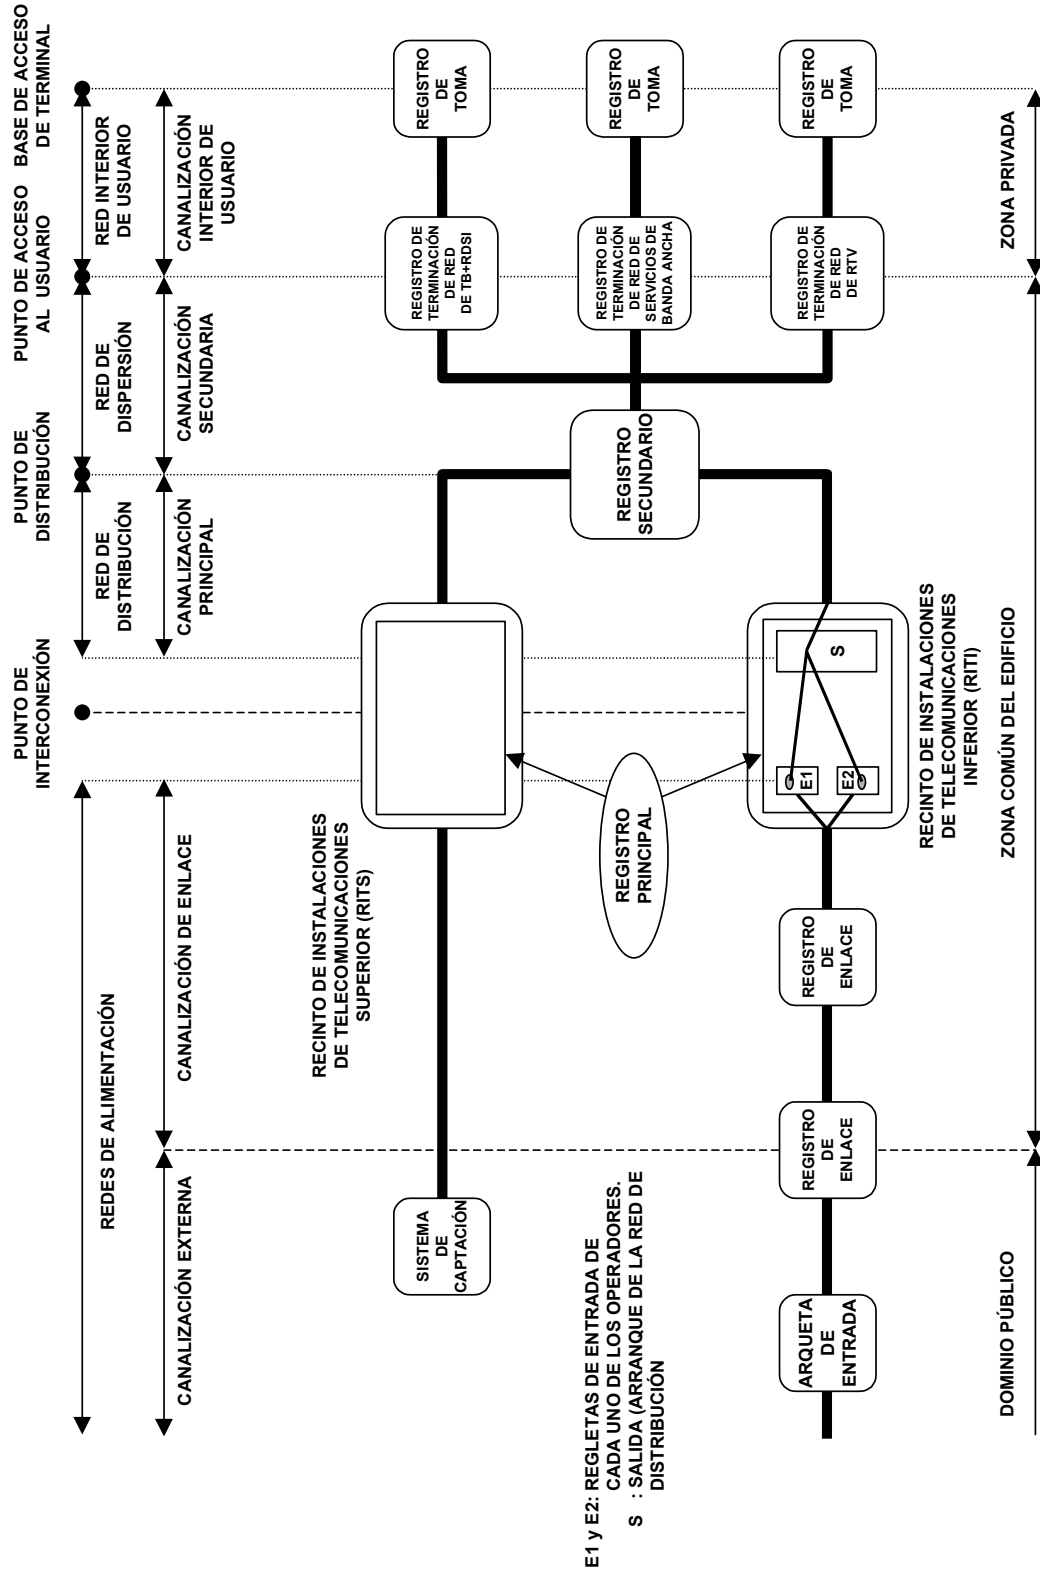 PUNTO DE
INTERCONEXIÓN
PUNTO DE
DISTRIBUCIÓN
PUNTO DE ACCESO
AL USUARIO
BASE DE ACCESO
DE TERMINAL
REDES DE ALIMENTACIÓN
RED DE
DISTRIBUCIÓN
RED DE
DISPERSIÓN
RED INTERIOR
DE USUARIO
CANALIZACIÓN EXTERNA
CANALIZACIÓN DE ENLACE
CANALIZACIÓN
PRINCIPAL
CANALIZACIÓN
SECUNDARIA
CANALIZACIÓN
INTERIOR DE
USUARIO
RECINTO DE INSTALACIONES
DE TELECOMUNICACIONES
SUPERIOR (RITS)
SISTEMA
DE
CAPTACIÓN
REGISTRO DE
TERMINACIÓN
DE RED
DE TB+RDSI
REGISTRO
DE
TOMA
REGISTRO
PRINCIPAL
REGISTRO
SECUNDARIO
REGISTRO DE
TERMINACIÓN
DE RED DE
SERVICIOS DE
BANDA ANCHA
REGISTRO
DE
TOMA
E1 y E2: REGLETAS DE ENTRADA DE
CADA UNO DE LOS OPERADORES.
S : SALIDA (ARRANQUE DE LA RED DE
DISTRIBUCIÓN
ARQUETA
DE
ENTRADA
REGISTRO
DE
ENLACE
REGISTRO
DE
ENLACE
E1
E2
S
REGISTRO DE
TERMINACIÓN
DE RED
DE RTV
REGISTRO
DE
TOMA
RECINTO DE INSTALACIONES
DE TELECOMUNICACIONES
INFERIOR (RITI)
DOMINIO PÚBLICO
ZONA COMÚN DEL EDIFICIO
ZONA PRIVADA